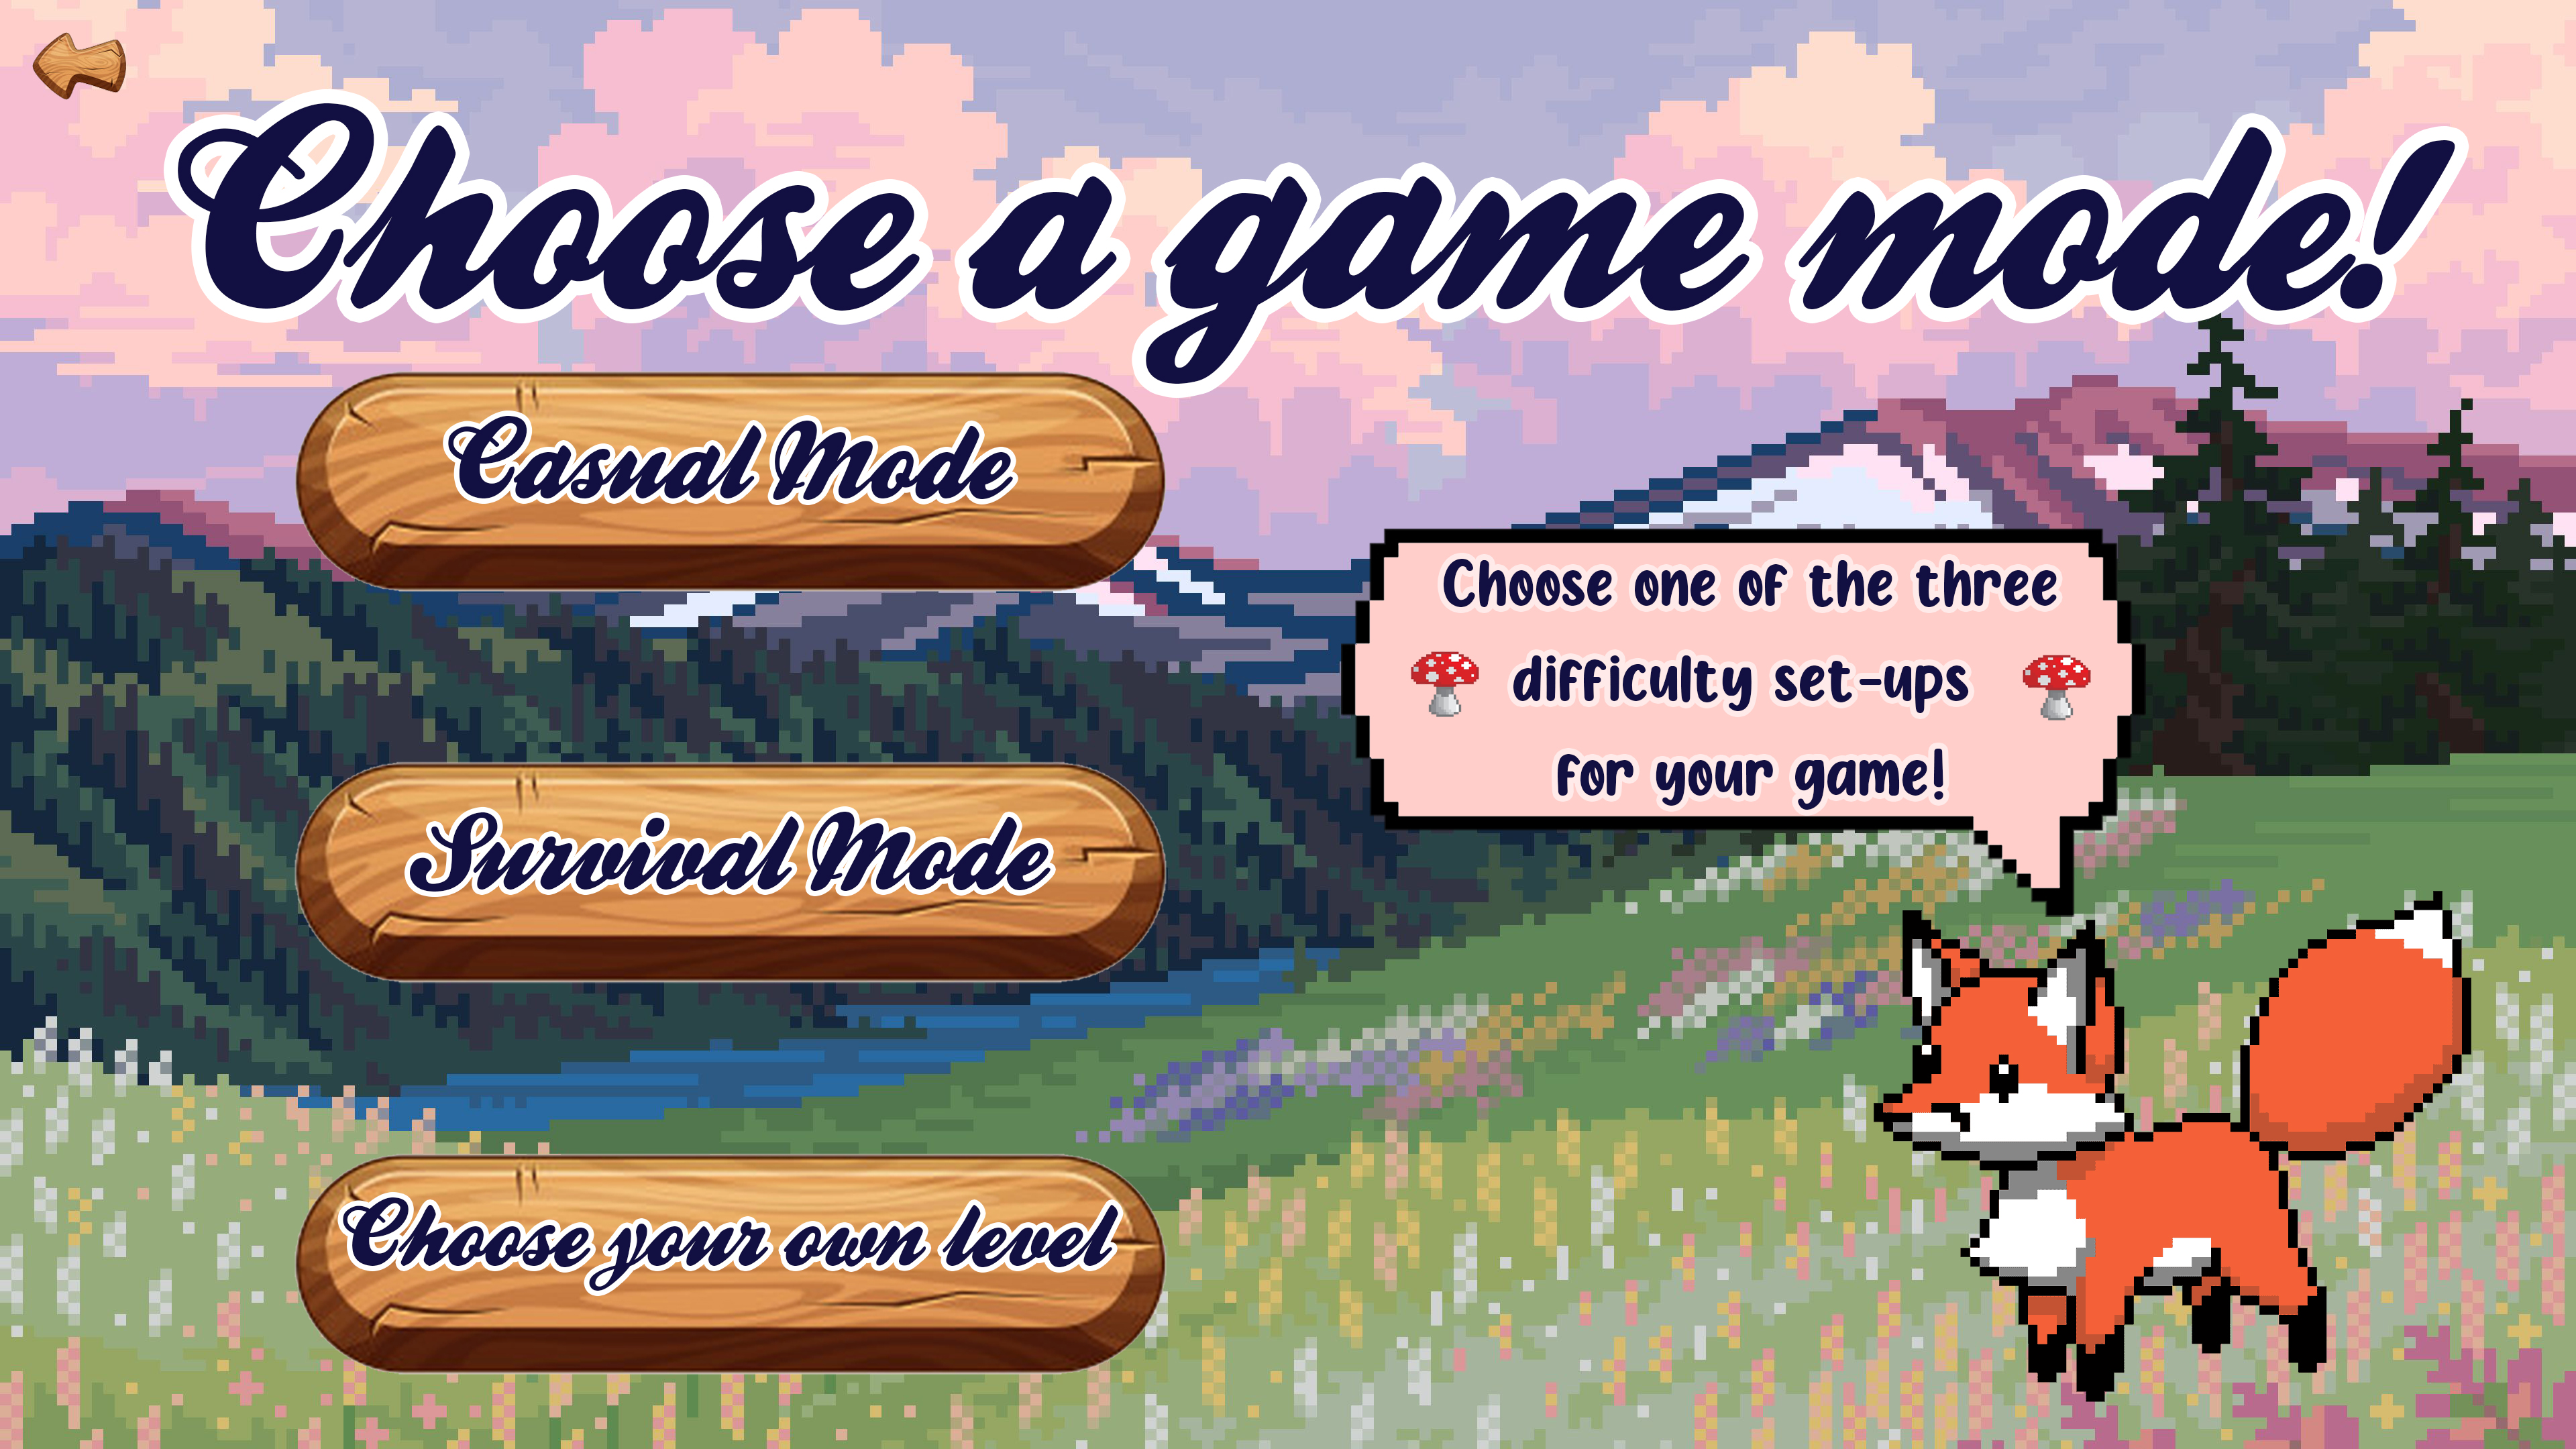 Choose a game mode!
Casual Mode
Survival Mode
Choose your own level
Choose one of the three
difficulty set-ups
for your game!